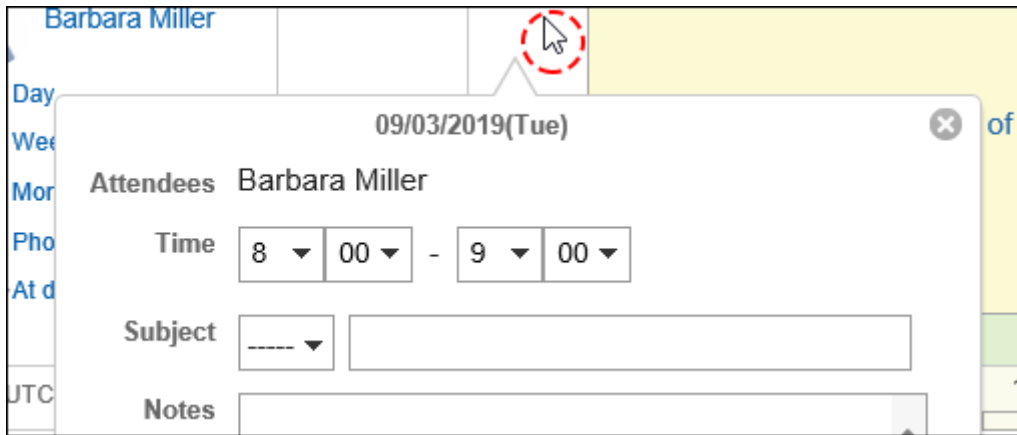 Barbara Miller
Day
09/03/2019(Tue)
of
Attendees Barbara Miller
Time 8 00 - 9 00
At d
Subject -----
UTC
Notes